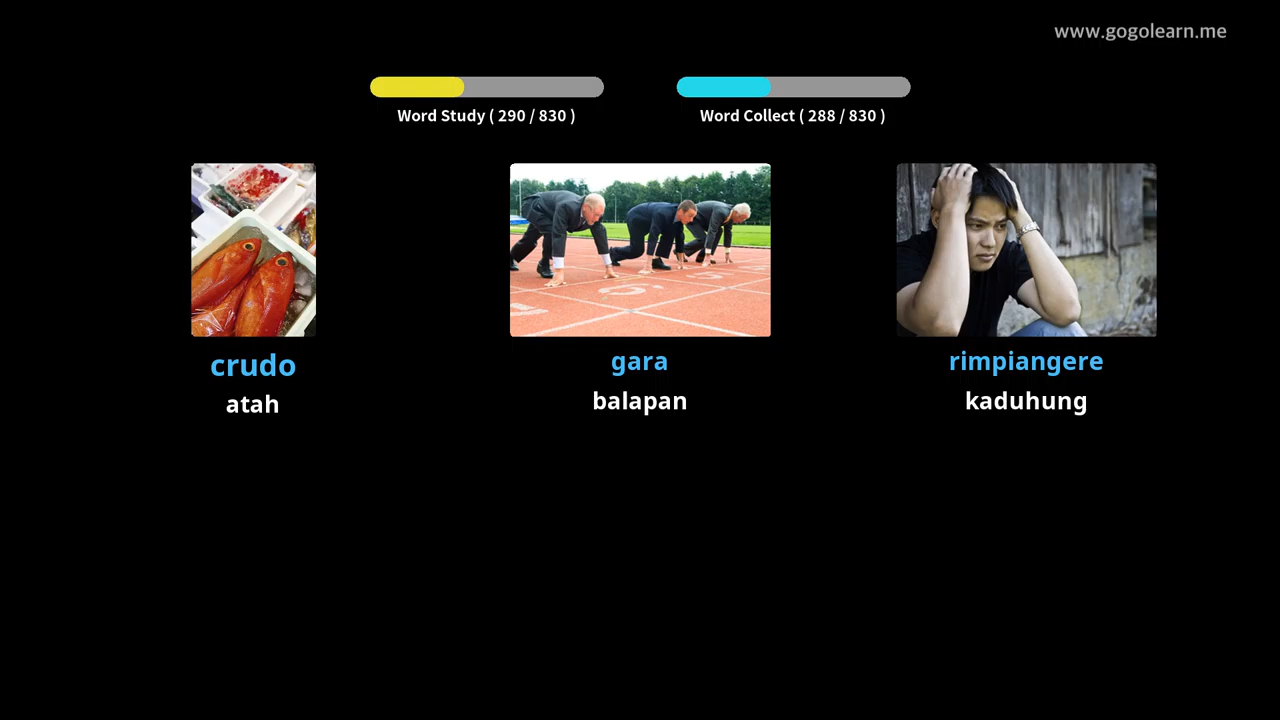 www.gogolearn.me
Word Study ( 290 / 830 )
Word Collect ( 288 / 830 )
crudo
atah
gara
balapan
rimpiangere
kaduhung